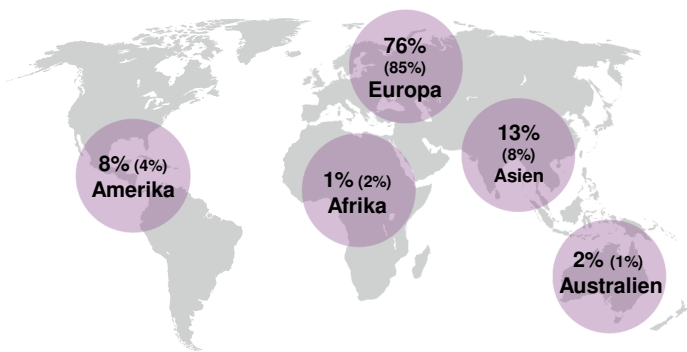 76%
(85%)
Europa
13%
(8%)
Asien
8% (4%)
Amerika
1% (2%)
Afrika
2% (1%)
Australien